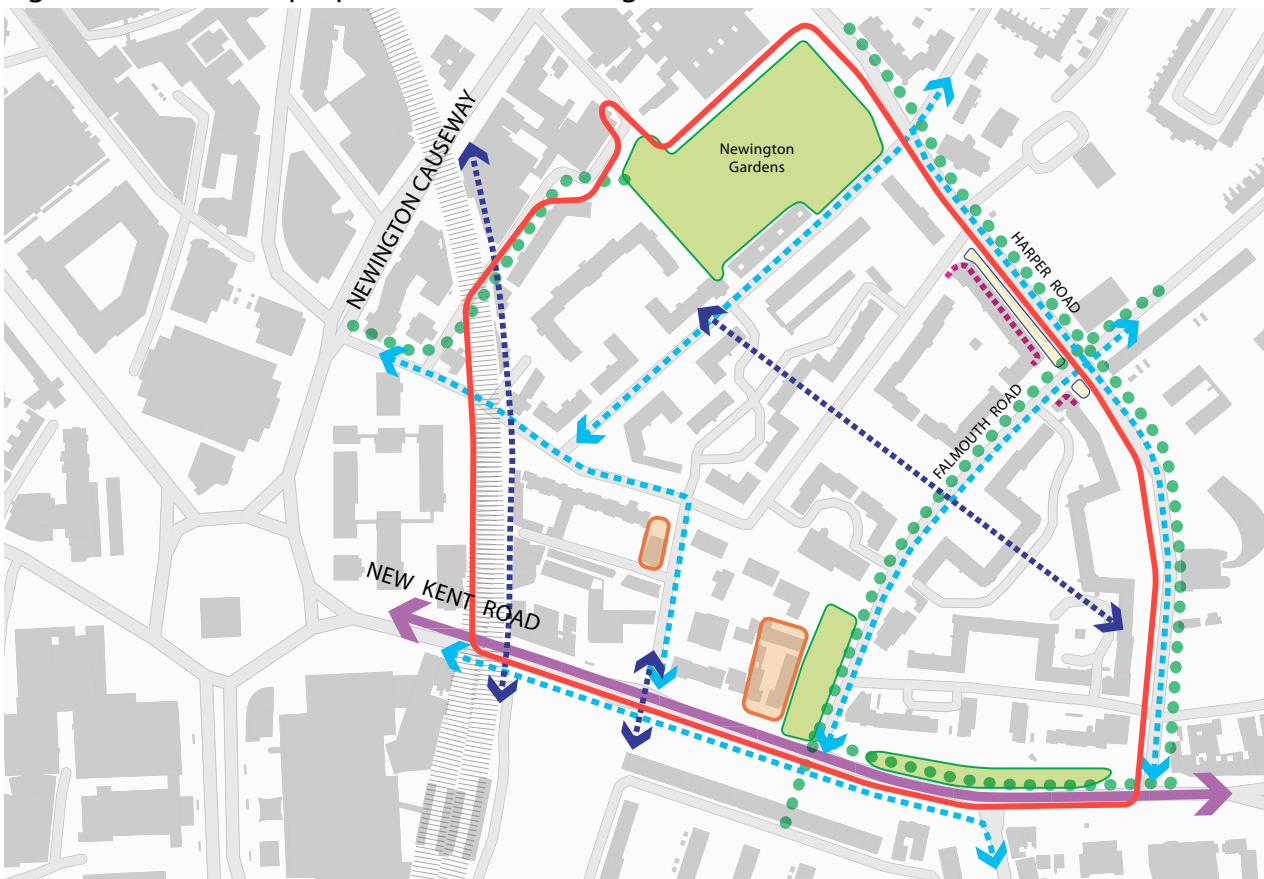 Newington
Gardens
NEWINGTON CAUSEWAY
HARPER ROAD
FALMOUTH ROAD
NEW KENT ROAD